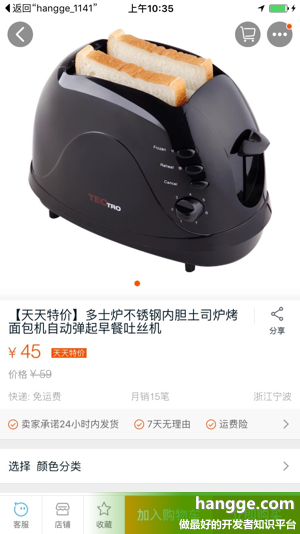 返回"hangge_1141"
上午10:35
Frozen
Reheat
Cancel
TRO
【天天特价】多士炉不锈钢内胆土司炉烤
面包机自动弹起早餐吐丝机
分享
¥ 45 天天特价
价格 ¥ 59
快递: 免运费 月销15笔 浙江宁波
卖家承诺24小时内发货 7天无理由 运费险
选择 颜色分类
客服 店铺 收藏 加入购物车
hangge.com
做最好的开发者知识平台